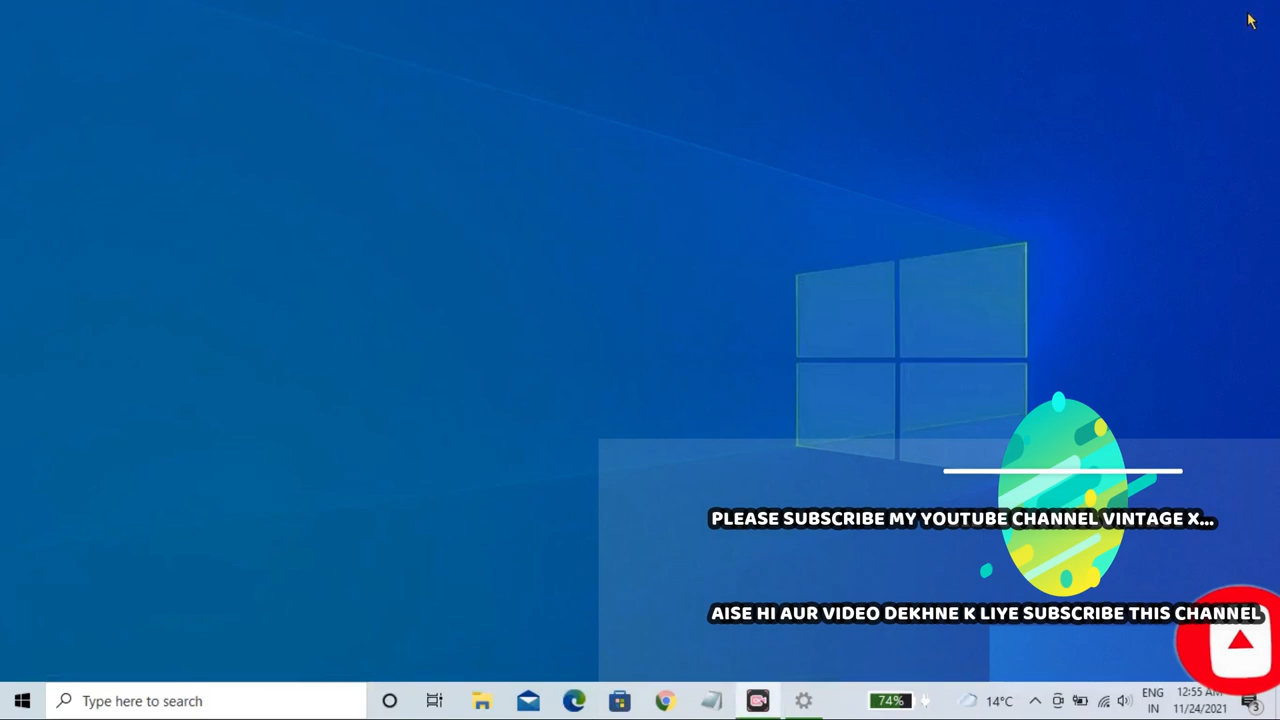 PLEASE SUBSCRIBE MY YOUTUBE CHANNEL VINTAGE X...
AISE HI AUR VIDEO DEKHNE K LIYE SUBSCRIBE THIS CHANNEL
Type here to search
74%
14°C
ENG
IN
12:55 AM
11/24/2021
3